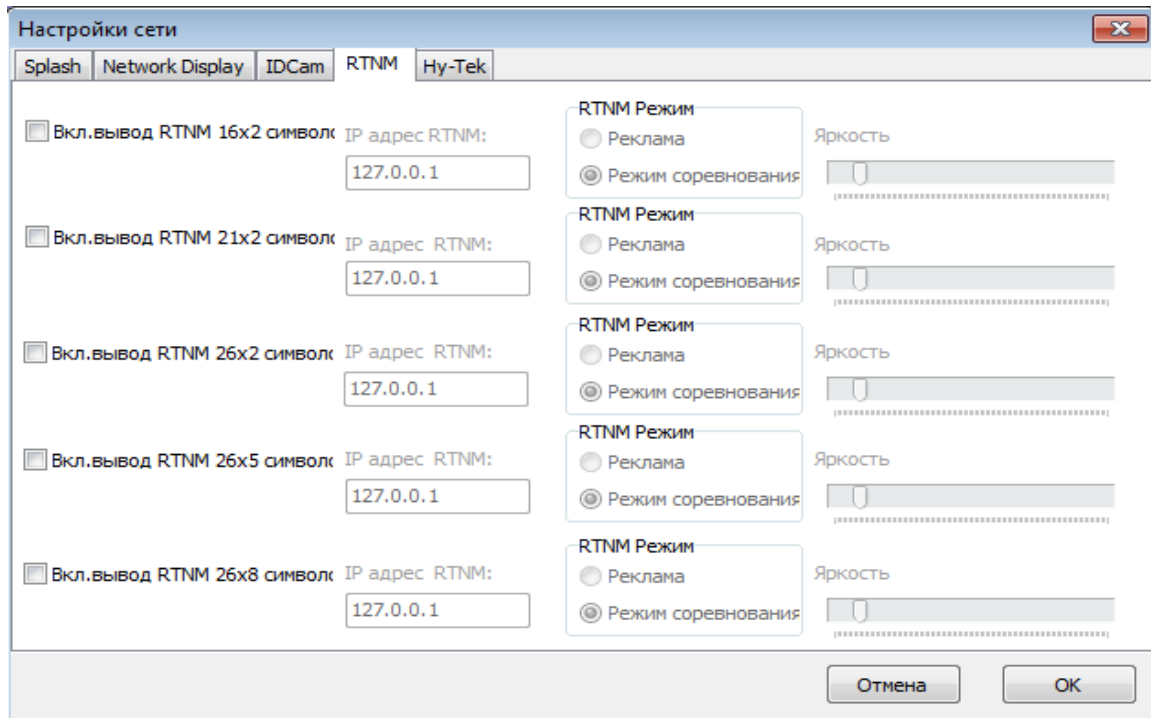 Настройки сети
Splash Network Display IDCam RTNM Hy-Tek
RTNM Режим
Вкл.вывод RTNM 16x2 символо IP адрес RTNM: Реклама Яркость
127.0.0.1 Режим соревнования
RTNM Режим
Вкл.вывод RTNM 21x2 символо IP адрес RTNM: Реклама Яркость
127.0.0.1 Режим соревнования
RTNM Режим
Вкл.вывод RTNM 26x2 символо IP адрес RTNM: Реклама Яркость
127.0.0.1 Режим соревнования
RTNM Режим
Вкл.вывод RTNM 26x5 символо IP адрес RTNM: Реклама Яркость
127.0.0.1 Режим соревнования
RTNM Режим
Вкл.вывод RTNM 26x8 символо IP адрес RTNM: Реклама Яркость
127.0.0.1 Режим соревнования
Отмена OK